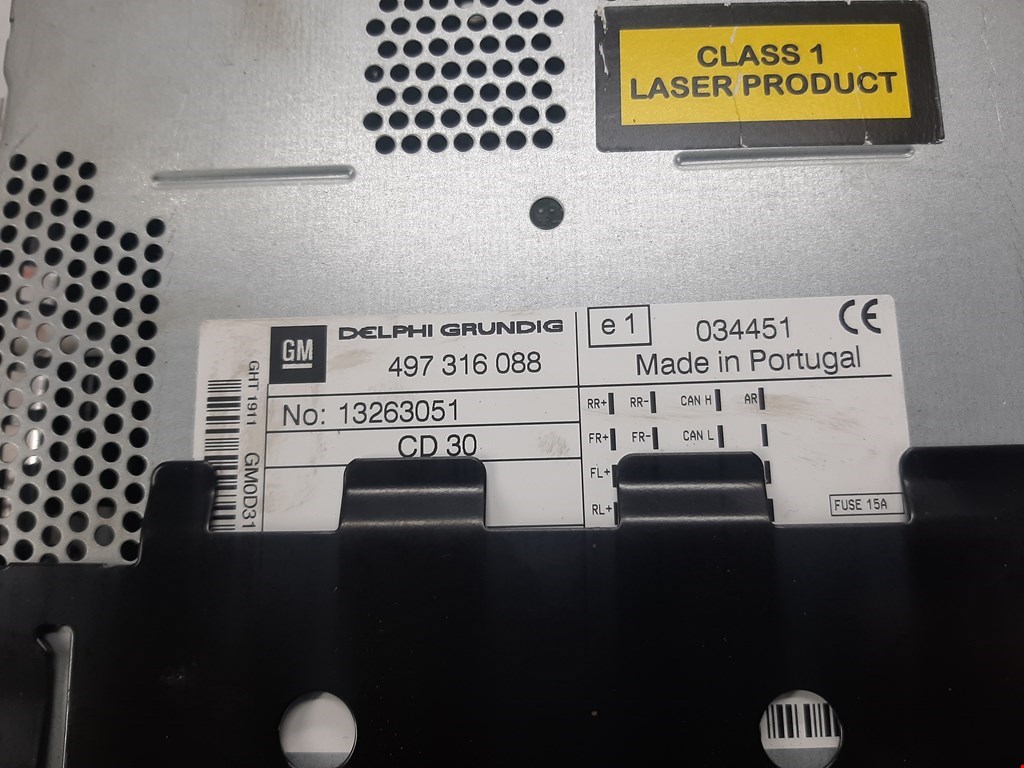 CLASS 1
LASER PRODUCT
GM
DELPHI GRUNDIG
497 316 088
e 1
034451
CE
Made in Portugal
No: 13263051
CD 30
GHT 1911
GM0D31
RR+ RR- CAN H AR
FR+ FR- CAN L
FL+
RL+
FUSE 15A